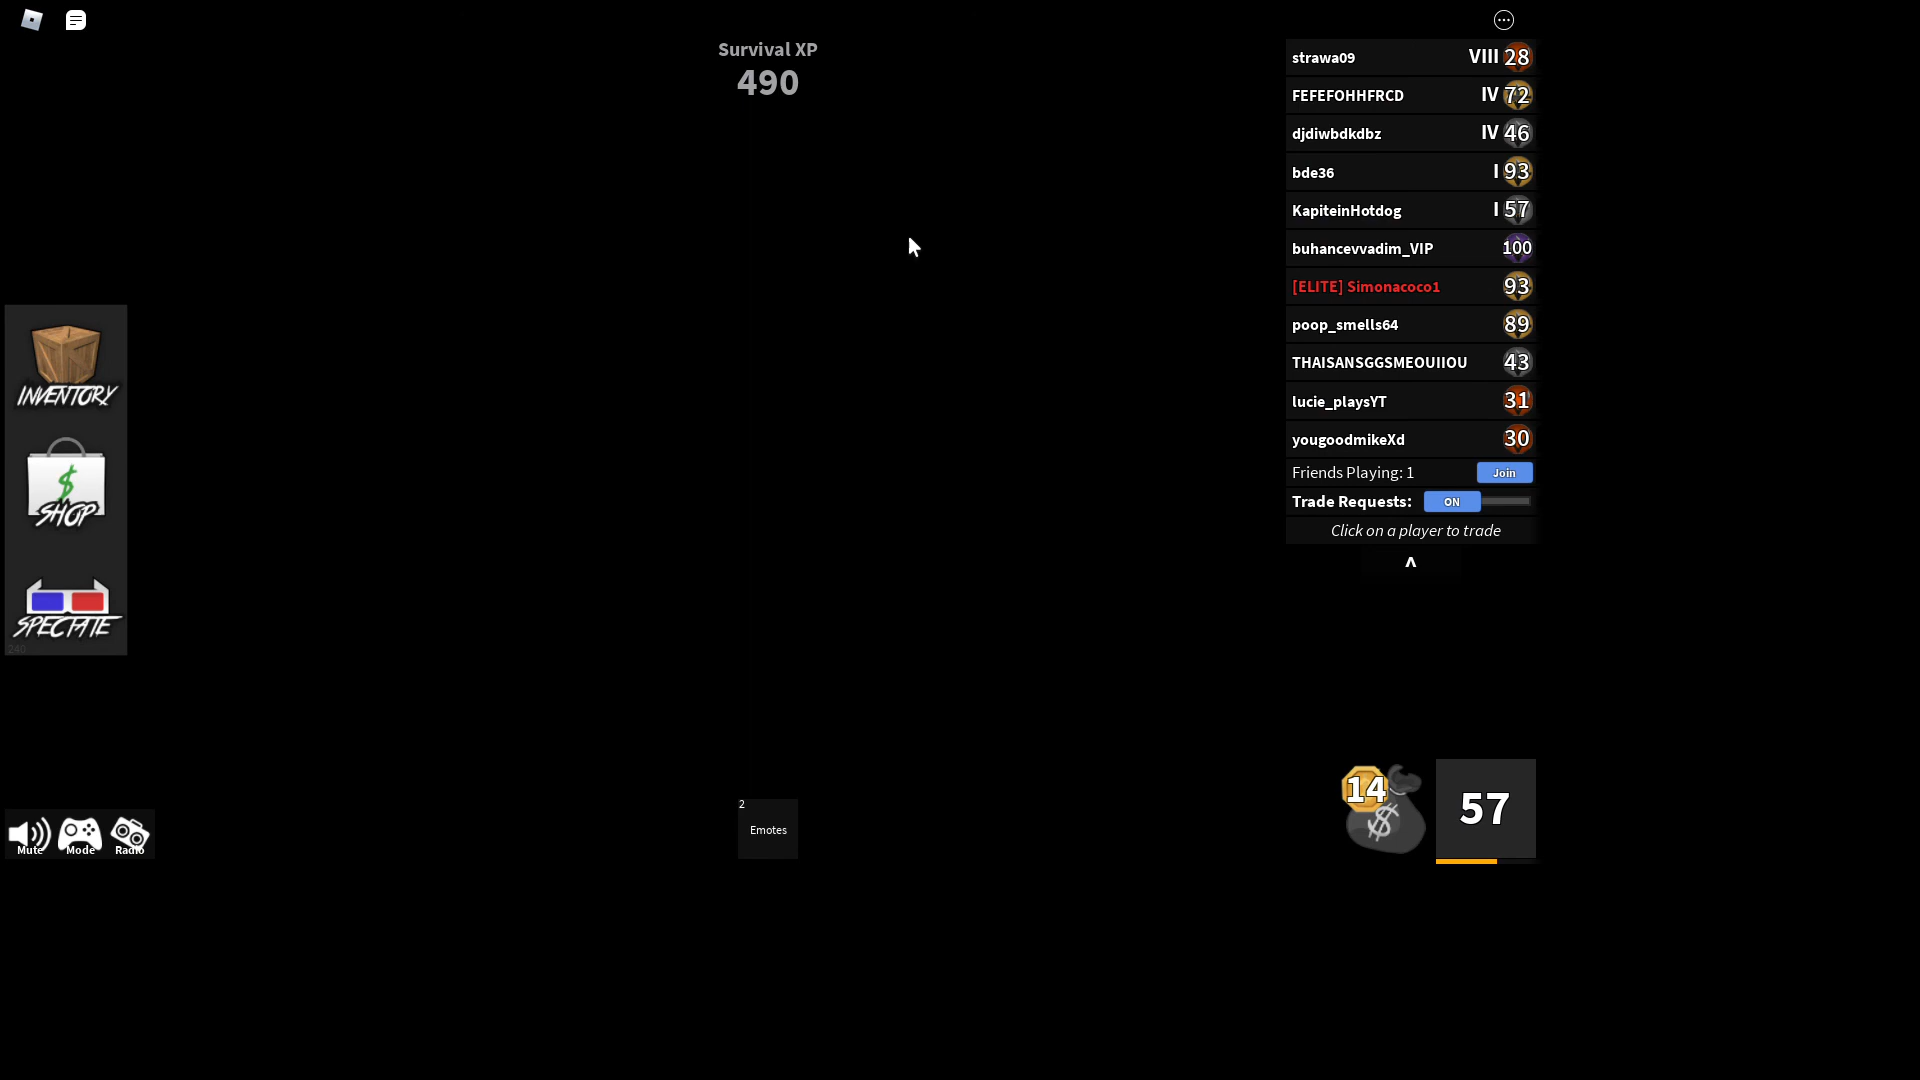 Survival XP
490
strawa09 VIII 28
FEFEFOHHFRCD IV 72
djdiwbdkdbz IV 46
bde36 I 93
KapiteinHotdog I 57
buhancevvadim_VIP 100
[ELITE] Simonacoco1 93
poop_smells64 89
THAISANSGGSMEOUIIOU 43
lucie_playsYT 31
yougoodmikeXd 30
Friends Playing: 1 Join
Trade Requests: ON
Click on a player to trade
^
INVENTORY
$
SHOP
SPECTATE
240
Mute Mode Radio
2
Emotes
14
$
57